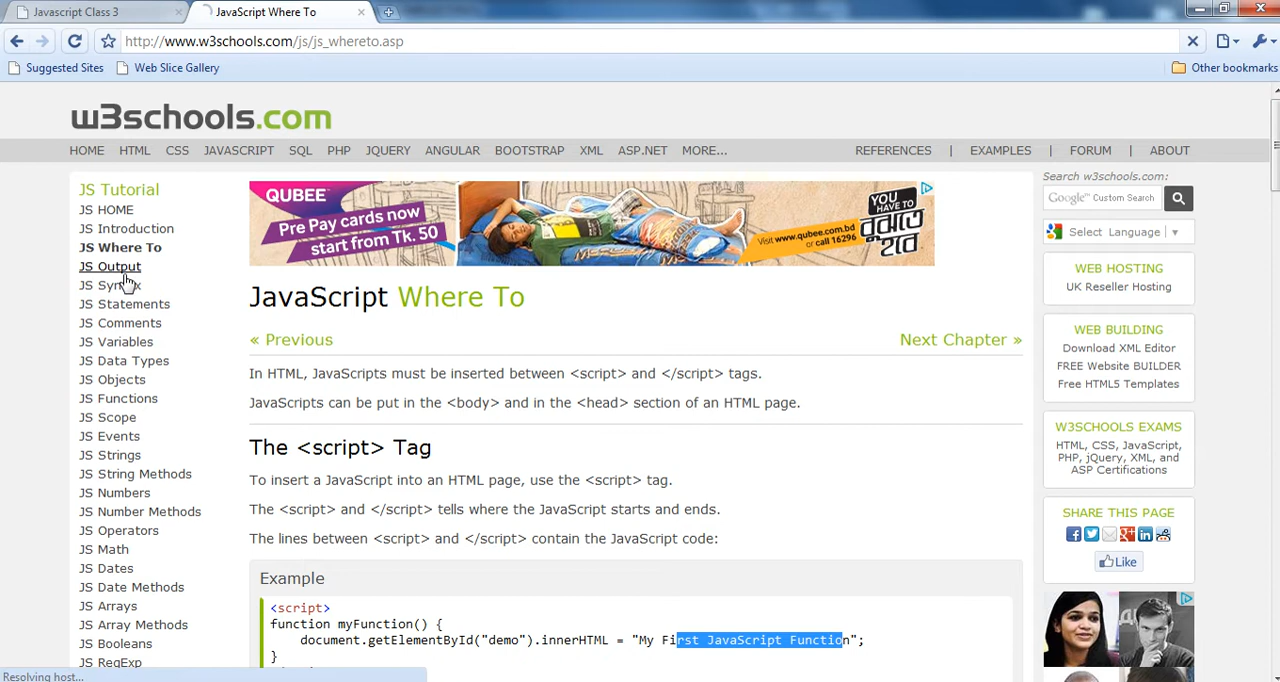 Javascript Class 3
JavaScript Where To
http://www.w3schools.com/js/js_whereto.asp
Suggested Sites
Web Slice Gallery
Other bookmarks
w3schools.com
HOME HTML CSS JAVASCRIPT SQL PHP JQUERY ANGULAR BOOTSTRAP XML ASP.NET MORE...
REFERENCES | EXAMPLES | FORUM | ABOUT
JS Tutorial
JS HOME
JS Introduction
JS Where To
JS Output
JS Statements
JS Comments
JS Variables
JS Data Types
JS Objects
JS Functions
JS Scope
JS Events
JS Strings
JS String Methods
JS Numbers
JS Number Methods
JS Operators
JS Math
JS Dates
JS Date Methods
JS Arrays
JS Array Methods
JS Booleans
JS RegExp
QUBEE
Pre Pay cards now
start from Tk. 50
YOU HAVE TO
বুঝতে
হবে
Visit www.qubee.com.bd
or call 16296
JavaScript Where To
« Previous
Next Chapter »
In HTML, JavaScripts must be inserted between <script> and </script> tags.
JavaScripts can be put in the <body> and in the <head> section of an HTML page.
The <script> Tag
To insert a JavaScript into an HTML page, use the <script> tag.
The <script> and </script> tells where the JavaScript starts and ends.
The lines between <script> and </script> contain the JavaScript code:
Example
<script>
function myFunction() {
document.getElementById("demo").innerHTML = "My First JavaScript Function";
}
Search w3schools.com:
Google™ Custom Search
Select Language
WEB HOSTING
UK Reseller Hosting
WEB BUILDING
Download XML Editor
FREE Website BUILDER
Free HTML5 Templates
W3SCHOOLS EXAMS
HTML, CSS, JavaScript,
PHP, jQuery, XML, and
ASP Certifications
SHARE THIS PAGE
Like
Resolving host...